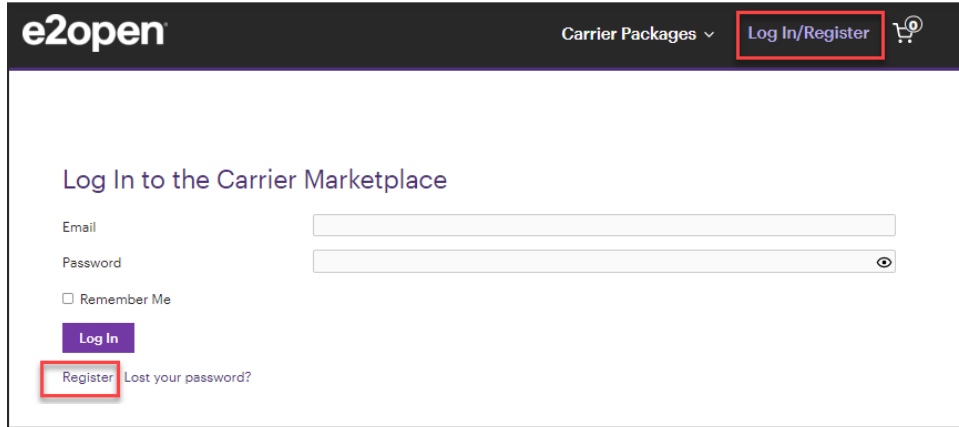 e2open
Carrier Packages Log In/Register 0
Log In to the Carrier Marketplace
Email
Password
Remember Me
Log In
Register Lost your password?